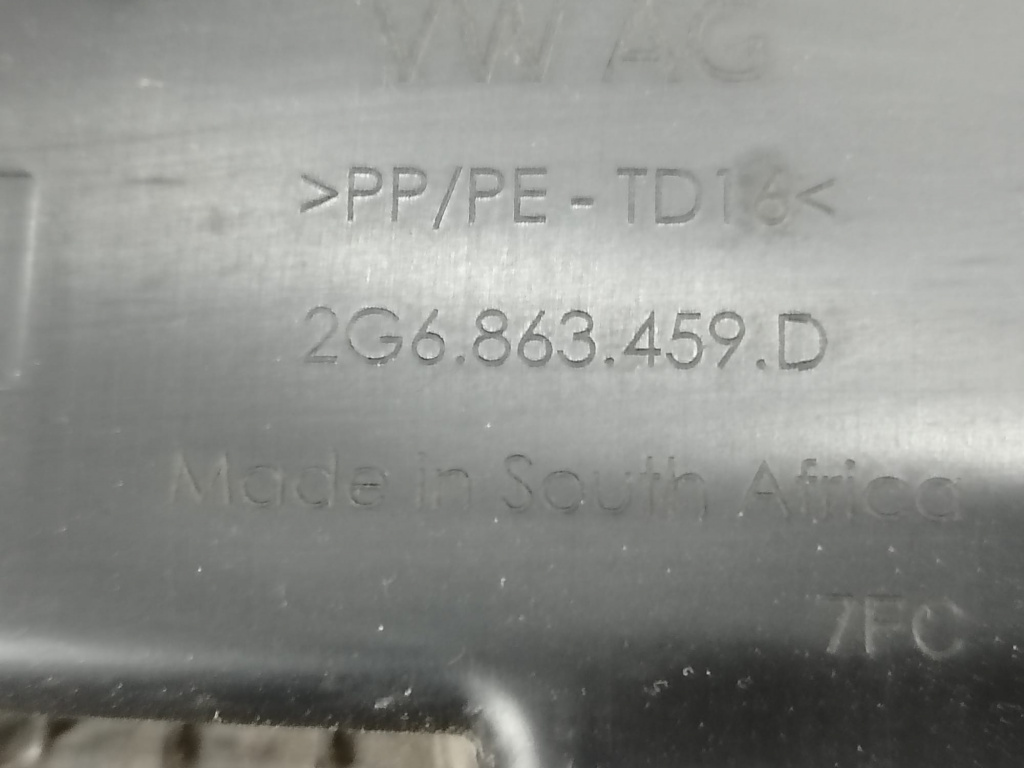 VW AG
>PP/PE - TD16<
2G6.863.459.D
Made in South Africa
7FC